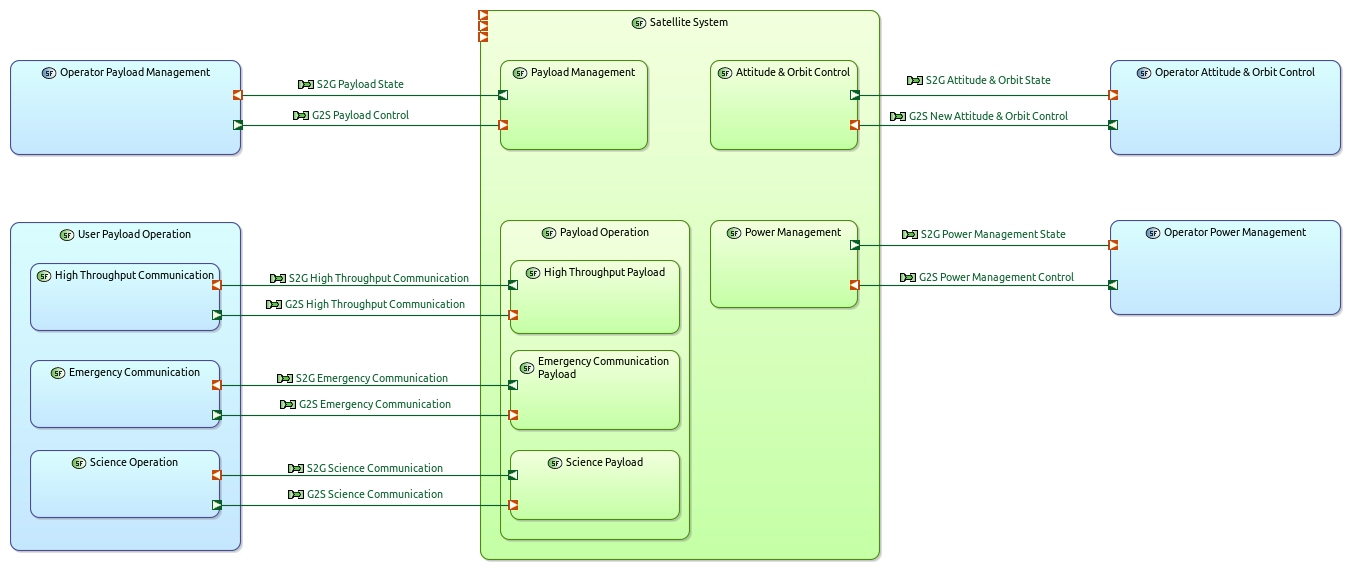 Satellite System
Operator Payload Management
S2G Payload State
G2S Payload Control
Payload Management
Attitude & Orbit Control
S2G Attitude & Orbit State
G2S New Attitude & Orbit Control
Operator Attitude & Orbit Control
User Payload Operation
High Throughput Communication
S2G High Throughput Communication
G2S High Throughput Communication
Payload Operation
High Throughput Payload
Power Management
S2G Power Management State
G2S Power Management Control
Operator Power Management
Emergency Communication
S2G Emergency Communication
G2S Emergency Communication
Emergency Communication
Payload
Science Operation
S2G Science Communication
G2S Science Communication
Science Payload